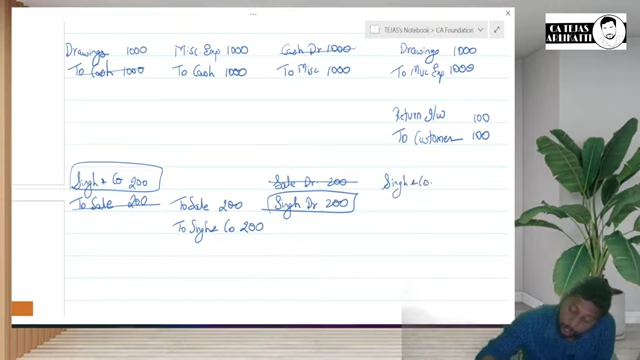 TEJAS's Notebook > CA Foundation
CA TEJAS
ARLIKATTI
Drawings 1000
To Cash 1000
Misc. Exp 1000
To Cash 1000
Cash Dr 1000
To Misc 1000
Drawings 1000
To Misc Exp 1000
Return I/w 100
To Customer 100
Singh & Co 200
To Sale 200
To Sale 200
To Singh & Co 200
Sale Dr 200
Singh Dr 200
Singh & Co.